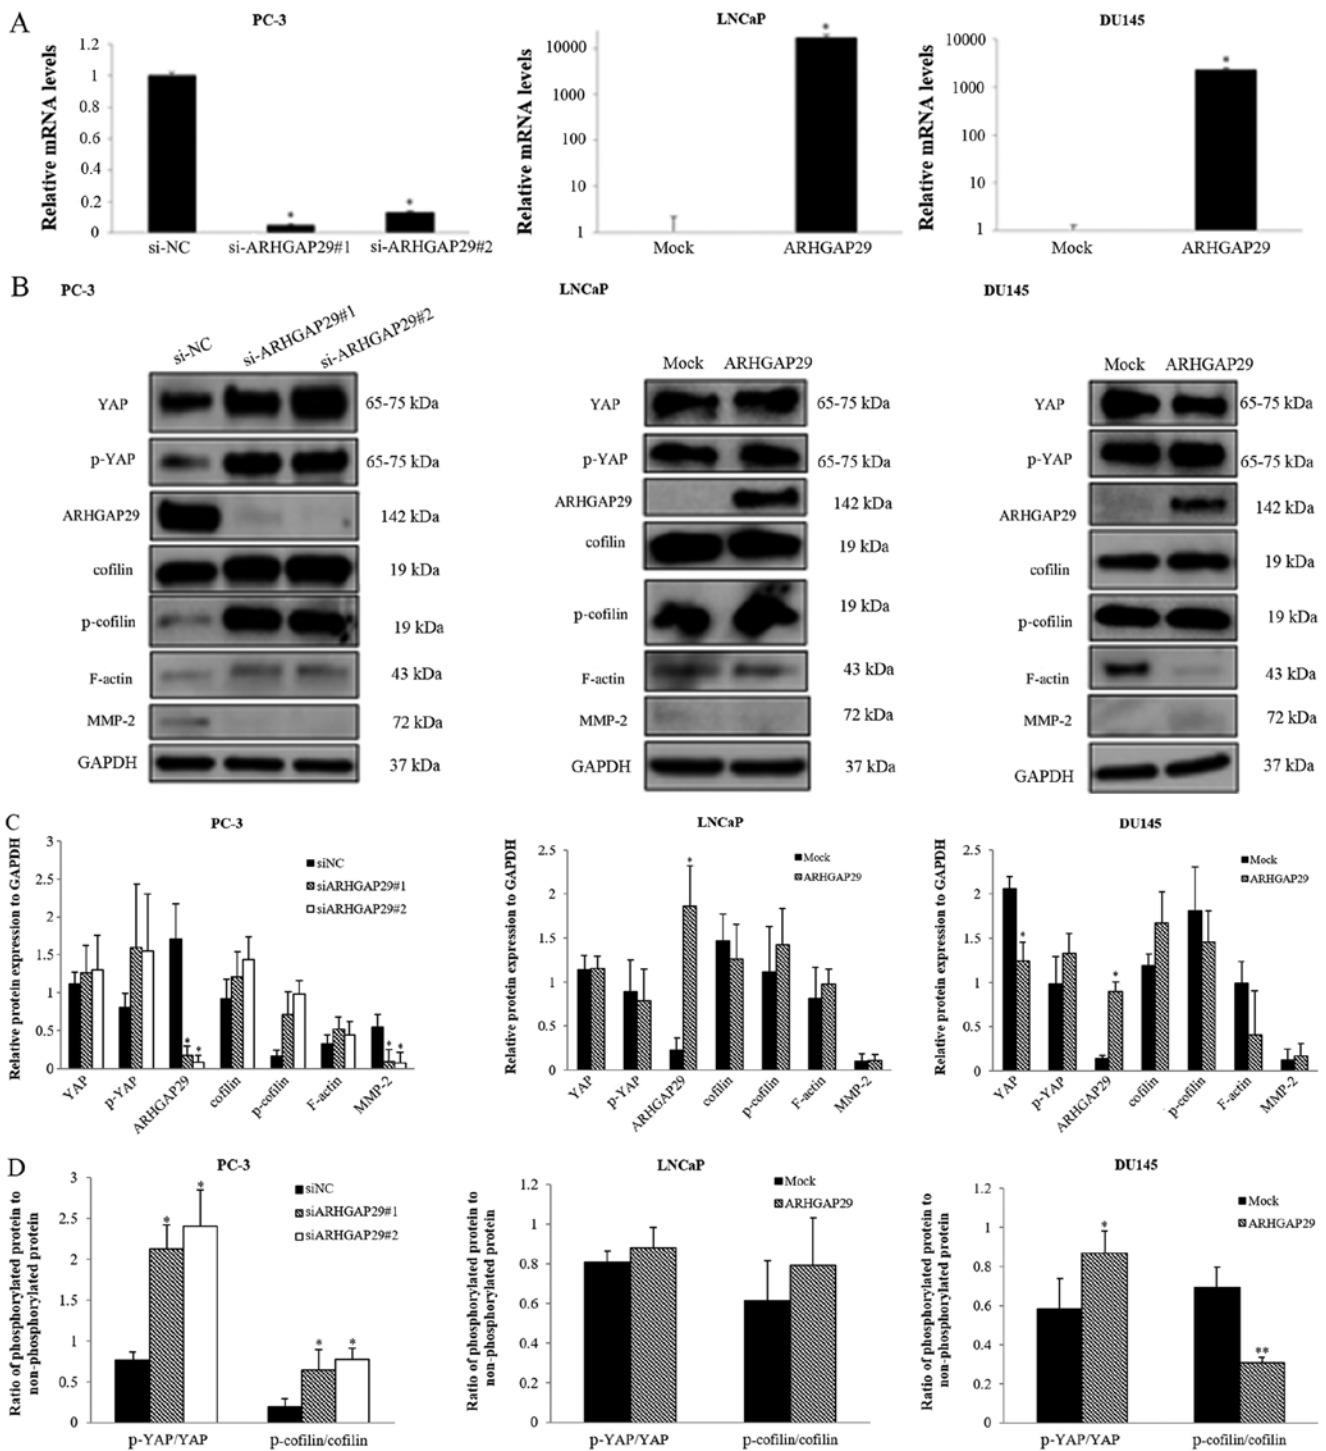 A
PC-3
LNCaP
DU145
Relative mRNA levels
1.2
1
0.8
0.6
0.4
0.2
0
*
*
si-NC
si-ARHGAP29#1
si-ARHGAP29#2
Relative mRNA levels
10000
1000
100
10
1
*
Mock
ARHGAP29
Relative mRNA levels
10000
1000
100
10
1
*
Mock
ARHGAP29
B
PC-3
si-NC
si-ARHGAP29#1
si-ARHGAP29#2
YAP 65-75 kDa
p-YAP 65-75 kDa
ARHGAP29 142 kDa
cofilin 19 kDa
p-cofilin 19 kDa
F-actin 43 kDa
MMP-2 72 kDa
GAPDH 37 kDa
LNCaP
Mock ARHGAP29
YAP 65-75 kDa
p-YAP 65-75 kDa
ARHGAP29 142 kDa
cofilin 19 kDa
p-cofilin 19 kDa
F-actin 43 kDa
MMP-2 72 kDa
GAPDH 37 kDa
DU145
Mock ARHGAP29
YAP 65-75 kDa
p-YAP 65-75 kDa
ARHGAP29 142 kDa
cofilin 19 kDa
p-cofilin 19 kDa
F-actin 43 kDa
MMP-2 72 kDa
GAPDH 37 kDa
C
PC-3
Relative protein expression to GAPDH
3
2.5
2
1.5
1
0.5
0
siNC
siARHGAP29#1
siARHGAP29#2
* *
* *
YAP
p-YAP
ARHGAP29
cofilin
p-cofilin
F-actin
MMP-2
LNCaP
Relative protein expression to GAPDH
2.5
2
1.5
1
0.5
0
Mock
ARHGAP29
*
YAP
p-YAP
ARHGAP29
cofilin
p-cofilin
F-actin
MMP-2
DU145
Relative protein expression to GAPDH
2.5
2
1.5
1
0.5
0
Mock
ARHGAP29
*
*
YAP
p-YAP
ARHGAP29
cofilin
p-cofilin
F-actin
MMP-2
D
PC-3
Ratio of phosphorylated protein to
non-phosphorylated protein
3
2.5
2
1.5
1
0.5
0
siNC
siARHGAP29#1
siARHGAP29#2
* *
* *
p-YAP/YAP
p-cofilin/cofilin
LNCaP
Ratio of phosphorylated protein to
non-phosphorylated protein
1.2
1
0.8
0.6
0.4
0.2
0
Mock
ARHGAP29
p-YAP/YAP
p-cofilin/cofilin
DU145
Ratio of phosphorylated protein to
non-phosphorylated protein
1.2
1
0.8
0.6
0.4
0.2
0
Mock
ARHGAP29
*
**
p-YAP/YAP
p-cofilin/cofilin